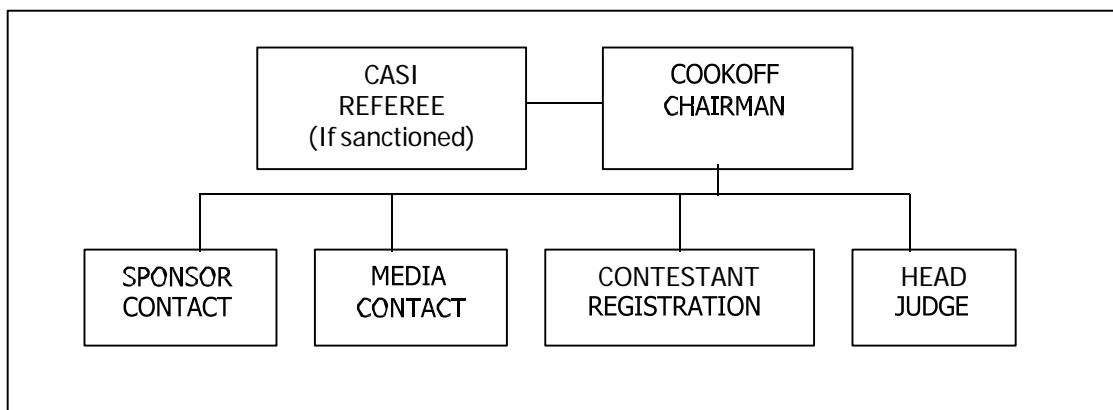 CASI
REFEREE
(If sanctioned)
COOKOFF
CHAIRMAN
SPONSOR
CONTACT
MEDIA
CONTACT
CONTESTANT
REGISTRATION
HEAD
JUDGE